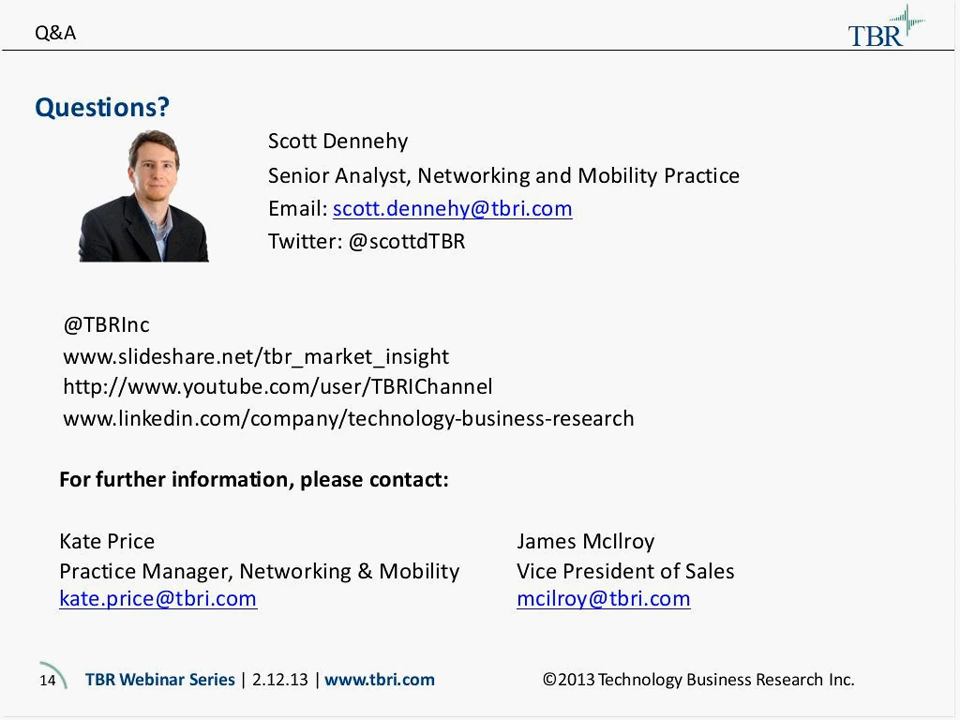 Q&A
TBR
Questions?
Scott Dennehy
Senior Analyst, Networking and Mobility Practice
Email: scott.dennehy@tbri.com
Twitter: @scottdTBR
@TBRInc
www.slideshare.net/tbr_market_insight
http://www.youtube.com/user/TBRIChannel
www.linkedin.com/company/technology-business-research
For further information, please contact:
Kate Price
Practice Manager, Networking & Mobility
kate.price@tbri.com
James McIlroy
Vice President of Sales
mcilroy@tbri.com
14 TBR Webinar Series | 2.12.13 | www.tbri.com ©2013 Technology Business Research Inc.